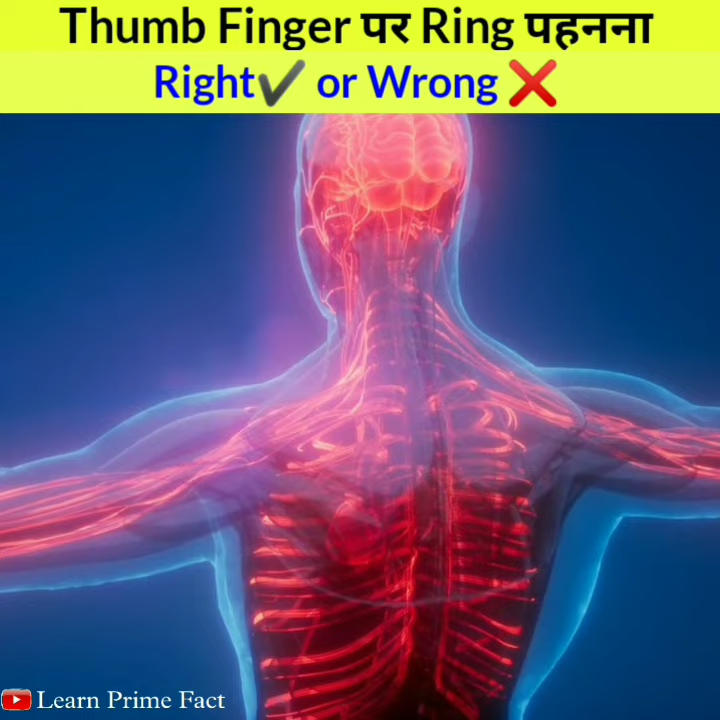 Thumb Finger पर Ring पहनना
Right✔ or Wrong ❌
Learn Prime Fact